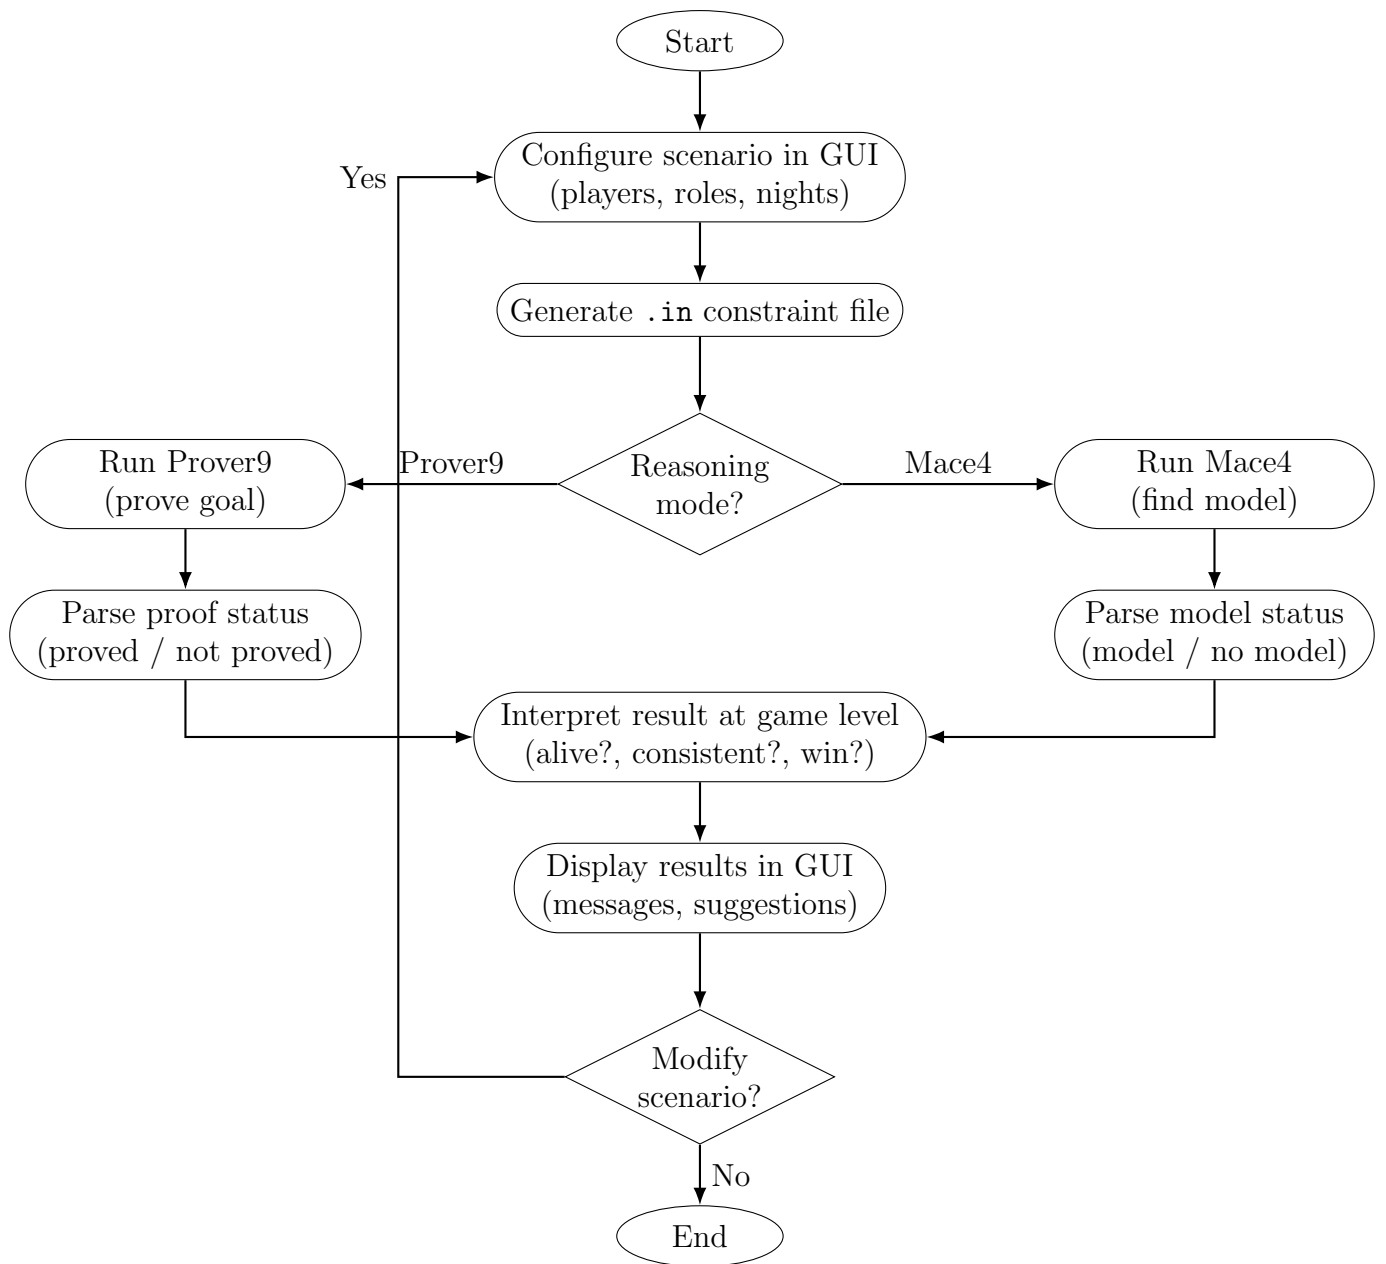 Start
Configure scenario in GUI
(players, roles, nights)
Yes
Generate .in constraint file
Run Prover9
(prove goal)
Prover9
Reasoning
mode?
Mace4
Run Mace4
(find model)
Parse proof status
(proved / not proved)
Parse model status
(model / no model)
Interpret result at game level
(alive?, consistent?, win?)
Display results in GUI
(messages, suggestions)
Modify
scenario?
No
End